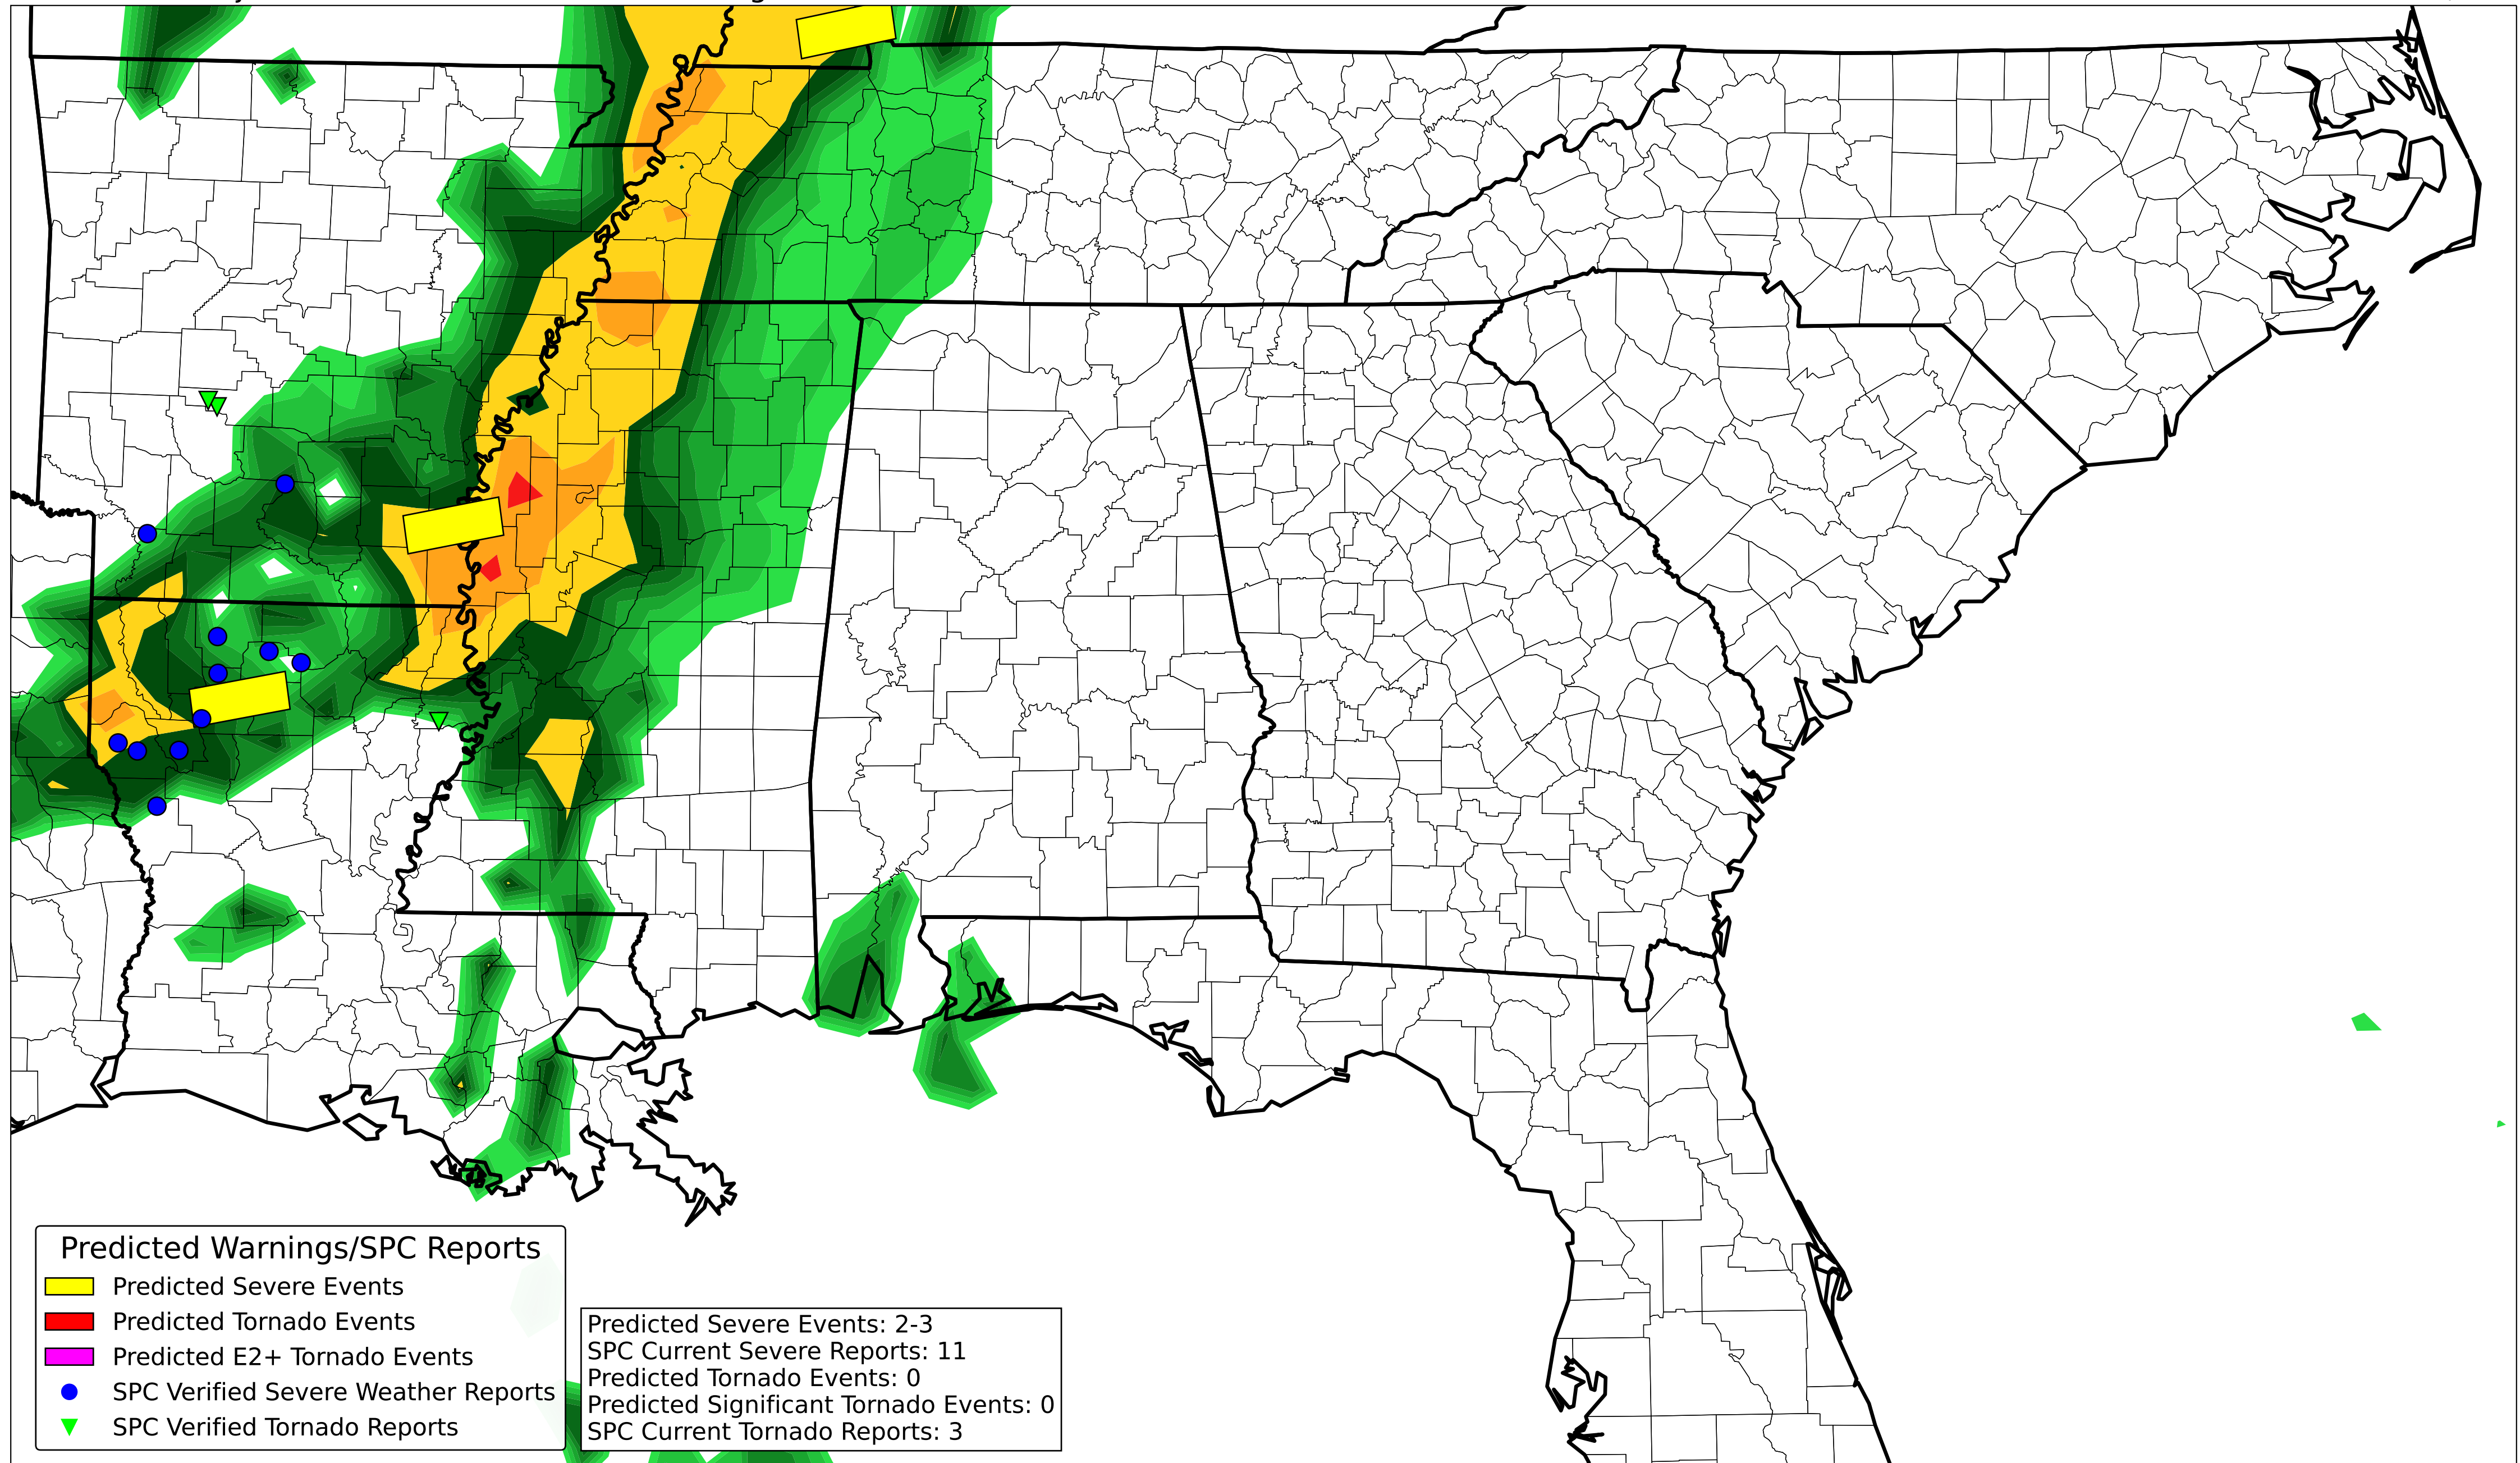 Predicted Warnings/SPC Reports
Predicted Severe Events
Predicted Tornado Events
Predicted E2+ Tornado Events
SPC Verified Severe Weather Reports
SPC Verified Tornado Reports
Predicted Severe Events: 2-3
SPC Current Severe Reports: 11
Predicted Tornado Events: 0
Predicted Significant Tornado Events: 0
SPC Current Tornado Reports: 3